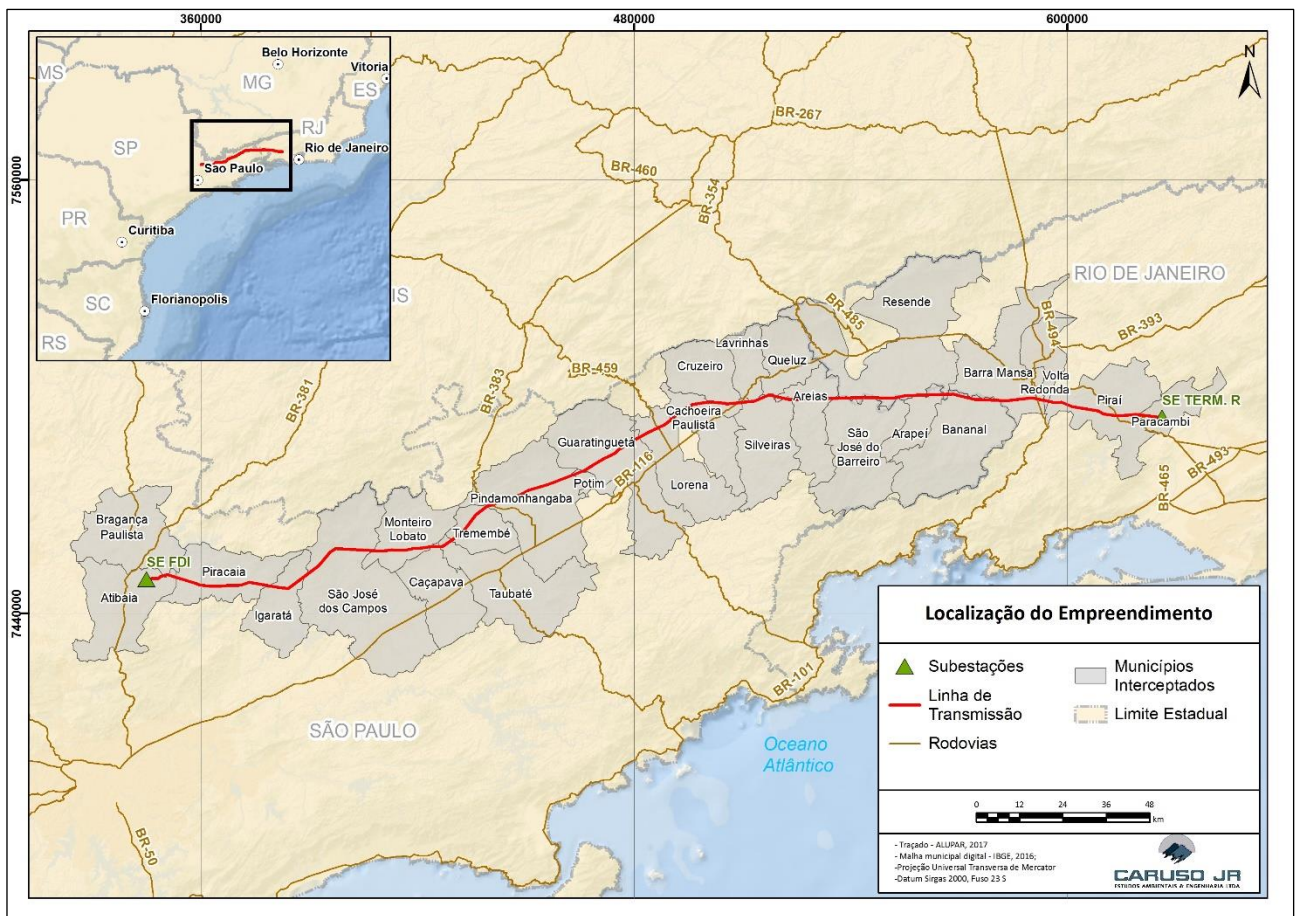 360000
480000
600000
7560000
7440000
N
Belo Horizonte
MS
MG
Vitoria
ES
SP
RJ
Rio de Janeiro
São Paulo
PR
Curitiba
SC
Florianopolis
RS
IS
BR-267
BR-460
BR-354
RIO DE JANEIRO
Resende
BR-485
BR-494
BR-393
Lavrinhas
Queluz
Cruzeiro
BR-459
BR-383
BR-381
Barra Mansa
Volta
Redonda
Piraí
SE TERM. R
Paracambi
Areias
Cachoeira
Paulista
Guaratinguetá
Silveiras
São
José do
Barreiro
Arapeí
Bananal
BR-116
BR-465
BR-493
Potim
Lorena
Pindamonhangaba
Bragança
Paulista
Monteiro
Lobato
Tremembé
SE FDI
Piracaia
Atibaia
Caçapava
Taubaté
São José
dos Campos
Igaratá
BR-101
SÃO PAULO
Oceano
Atlântico
BR-50
Localização do Empreendimento
Subestações
Linha de
Transmissão
Rodovias
Municípios
Interceptados
Limite Estadual
0 12 24 36 48
km
- Traçado - ALUPAR, 2017
- Malha municipal digital - IBGE, 2016;
-Projeção Universal Transversa de Mercator
-Datum Sirgas 2000, Fuso 23 S
CARUSO JR
ESTUDOS AMBIENTAIS & ENGENHARIA LTDA.